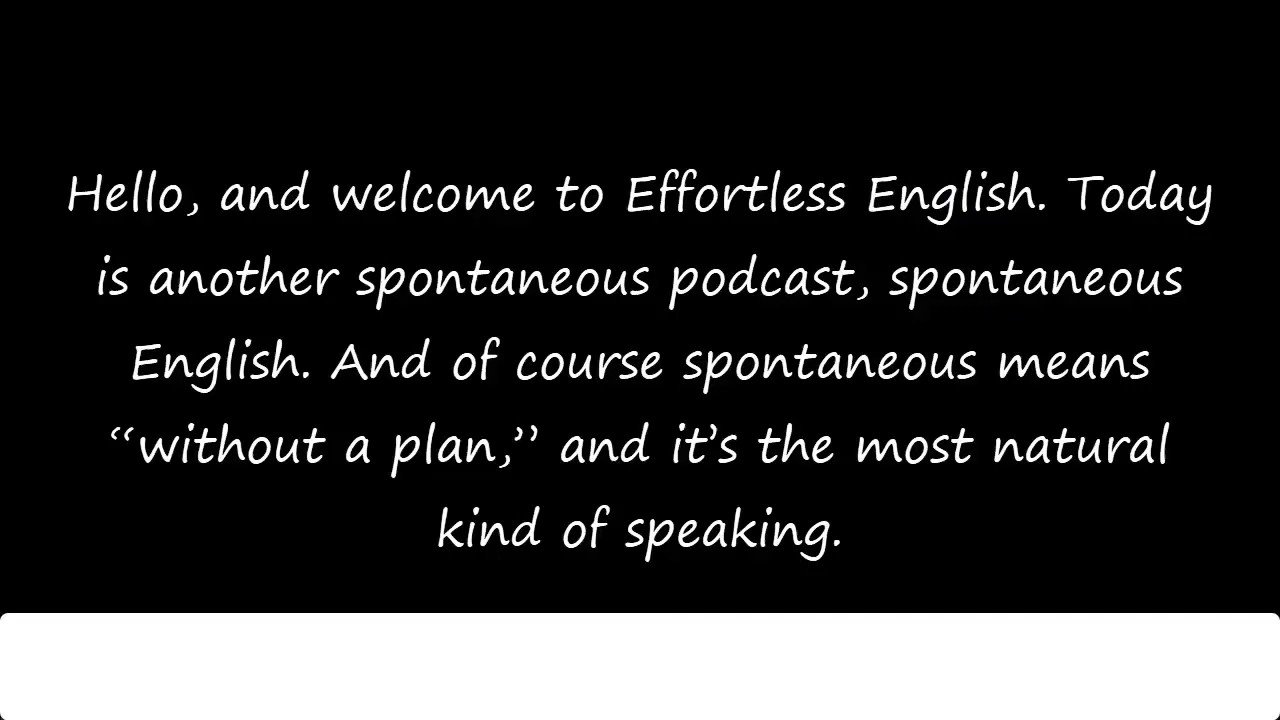 Hello, and welcome to Effortless English. Today
is another spontaneous podcast, spontaneous
English. And of course spontaneous means
“without a plan,” and it’s the most natural
kind of speaking.